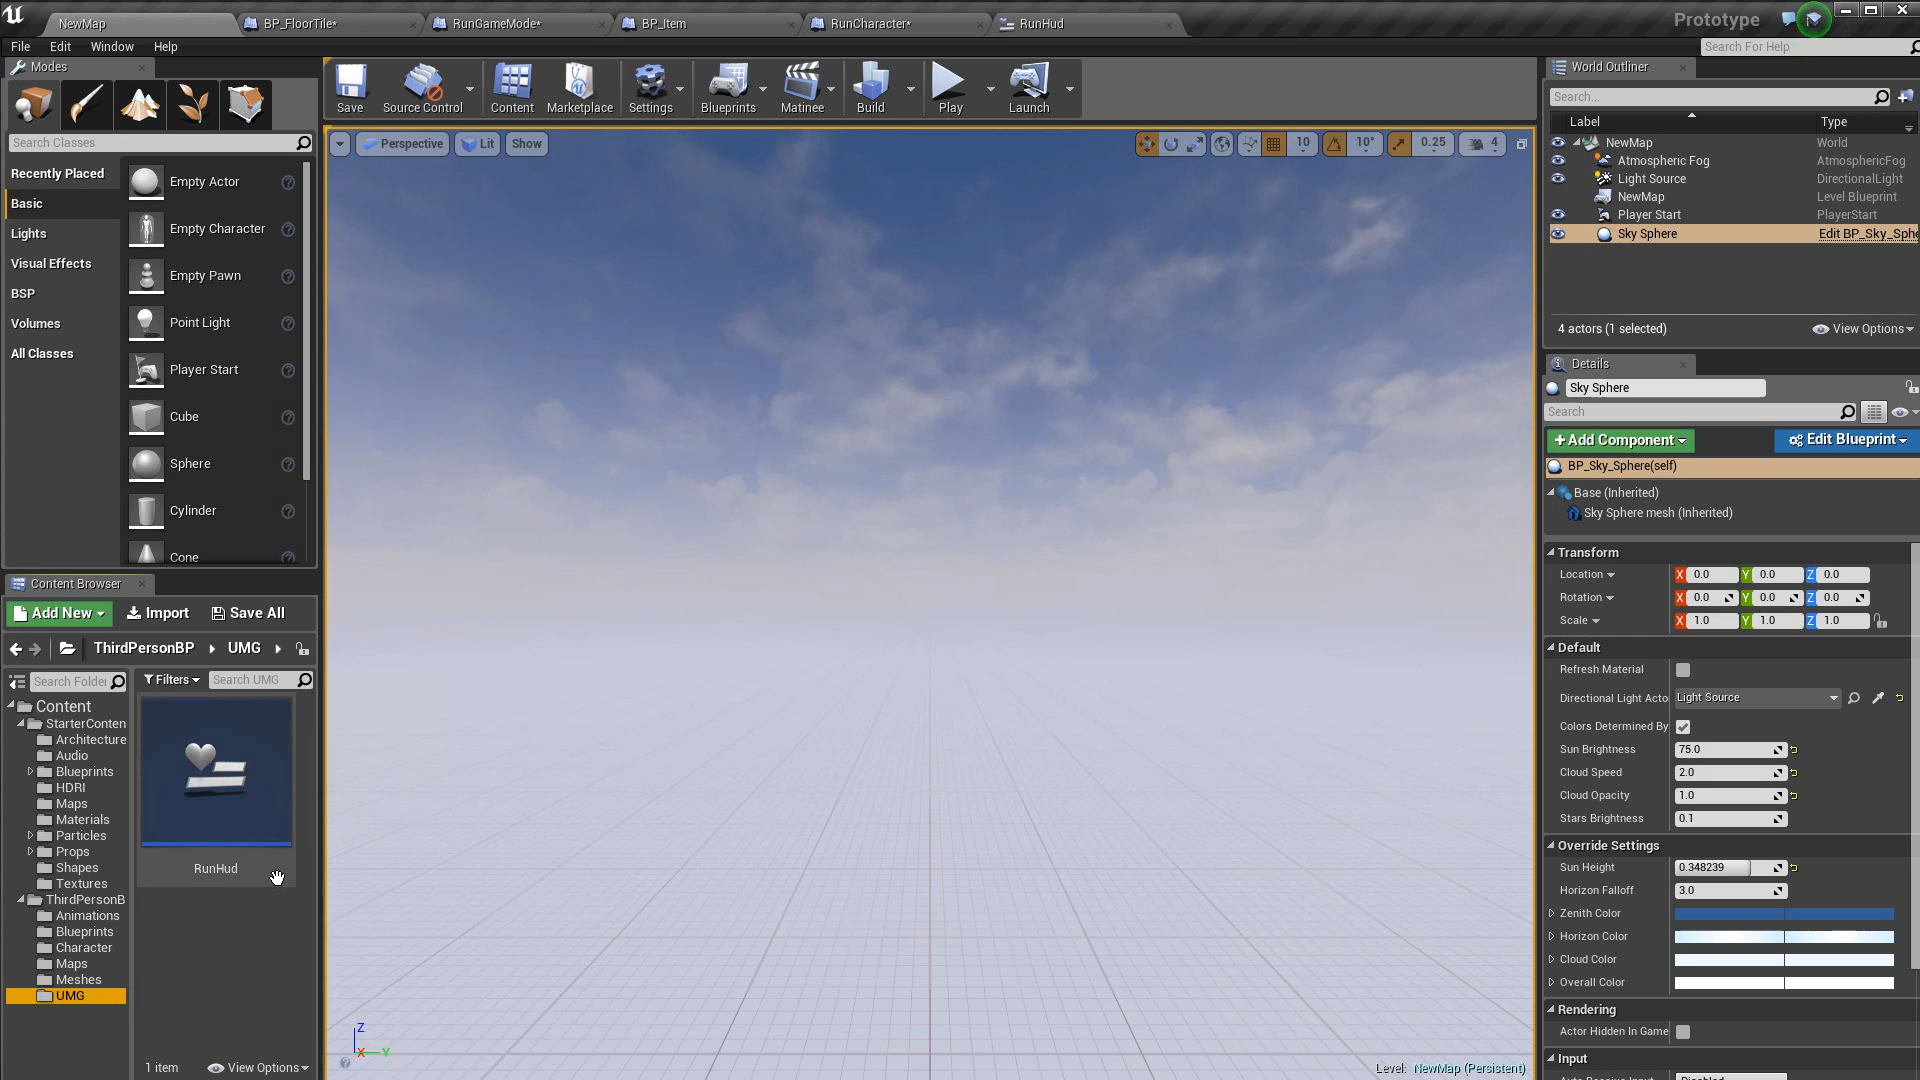 NewMap
BP_FloorTile*
RunGameMode*
BP_Item
RunCharacter*
RunHud
Prototype
File Edit Window Help
Search For Help
Modes
Search Classes
Recently Placed
Basic
Lights
Visual Effects
BSP
Volumes
All Classes
Empty Actor
Empty Character
Empty Pawn
Point Light
Player Start
Cube
Sphere
Cylinder
Cone
Save
Source Control
Content
Marketplace
Settings
Blueprints
Matinee
Build
Play
Launch
Perspective
Lit
Show
10
10°
0.25
4
World Outliner
Search...
Label Type
NewMap World
Atmospheric Fog AtmosphericFog
Light Source DirectionalLight
NewMap Level Blueprint
Player Start PlayerStart
Sky Sphere Edit BP_Sky_Sphe
4 actors (1 selected)
View Options
Details
Sky Sphere
Search
+Add Component
Edit Blueprint
BP_Sky_Sphere(self)
Base (Inherited)
Sky Sphere mesh (Inherited)
Transform
Location X 0.0 Y 0.0 Z 0.0
Rotation X 0.0 Y 0.0 Z 0.0
Scale X 1.0 Y 1.0 Z 1.0
Default
Refresh Material
Directional Light Acto Light Source
Colors Determined By
Sun Brightness 75.0
Cloud Speed 2.0
Cloud Opacity 1.0
Stars Brightness 0.1
Override Settings
Sun Height 0.348239
Horizon Falloff 3.0
Zenith Color
Horizon Color
Cloud Color
Overall Color
Rendering
Actor Hidden In Game
Input
Content Browser
Add New
Import
Save All
ThirdPersonBP
UMG
Search Folde
Filters
Search UMG
Content
StarterConten
Architecture
Audio
Blueprints
HDRI
Maps
Materials
Particles
Props
Shapes
Textures
ThirdPersonB
Animations
Blueprints
Character
Maps
Meshes
UMG
RunHud
1 item
View Options
Z
X
Y
Level: NewMap (Persistent)